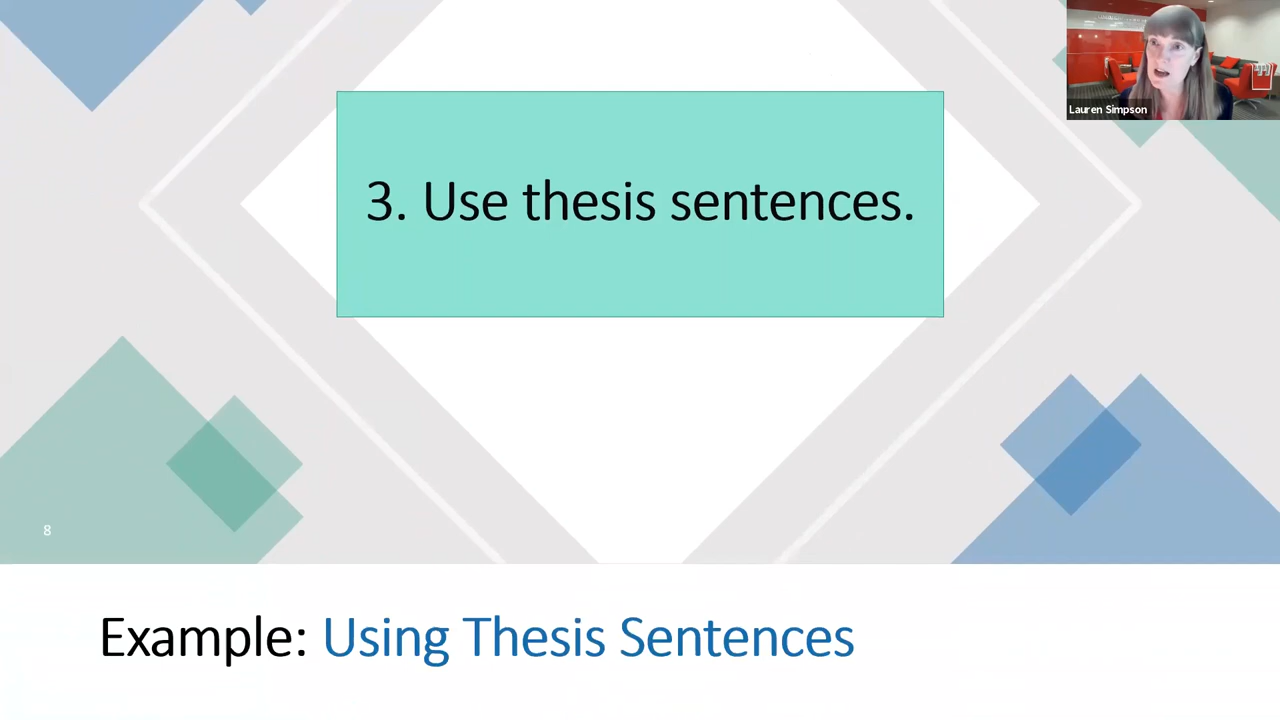 Lauren Simpson
3. Use thesis sentences.
8
Example: Using Thesis Sentences